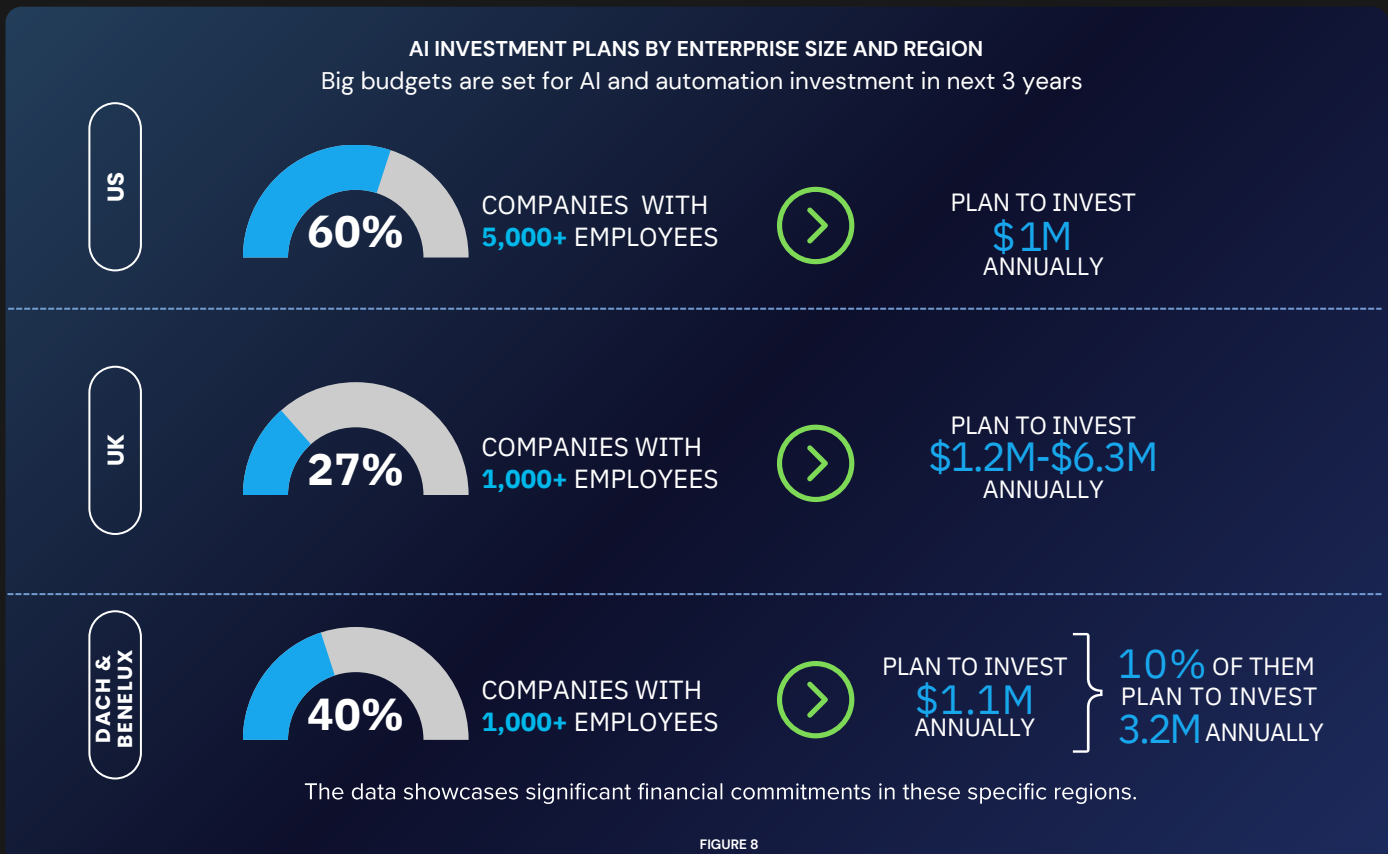 AI INVESTMENT PLANS BY ENTERPRISE SIZE AND REGION
Big budgets are set for AI and automation investment in next 3 years
US
60%
COMPANIES WITH
5,000+ EMPLOYEES
PLAN TO INVEST
$1M
ANNUALLY
UK
27%
COMPANIES WITH
1,000+ EMPLOYEES
PLAN TO INVEST
$1.2M-$6.3M
ANNUALLY
DACH &
BENELUX
40%
COMPANIES WITH
1,000+ EMPLOYEES
PLAN TO INVEST
$1.1M
ANNUALLY
10% OF THEM
PLAN TO INVEST
3.2M ANNUALLY
The data showcases significant financial commitments in these specific regions.
FIGURE 8